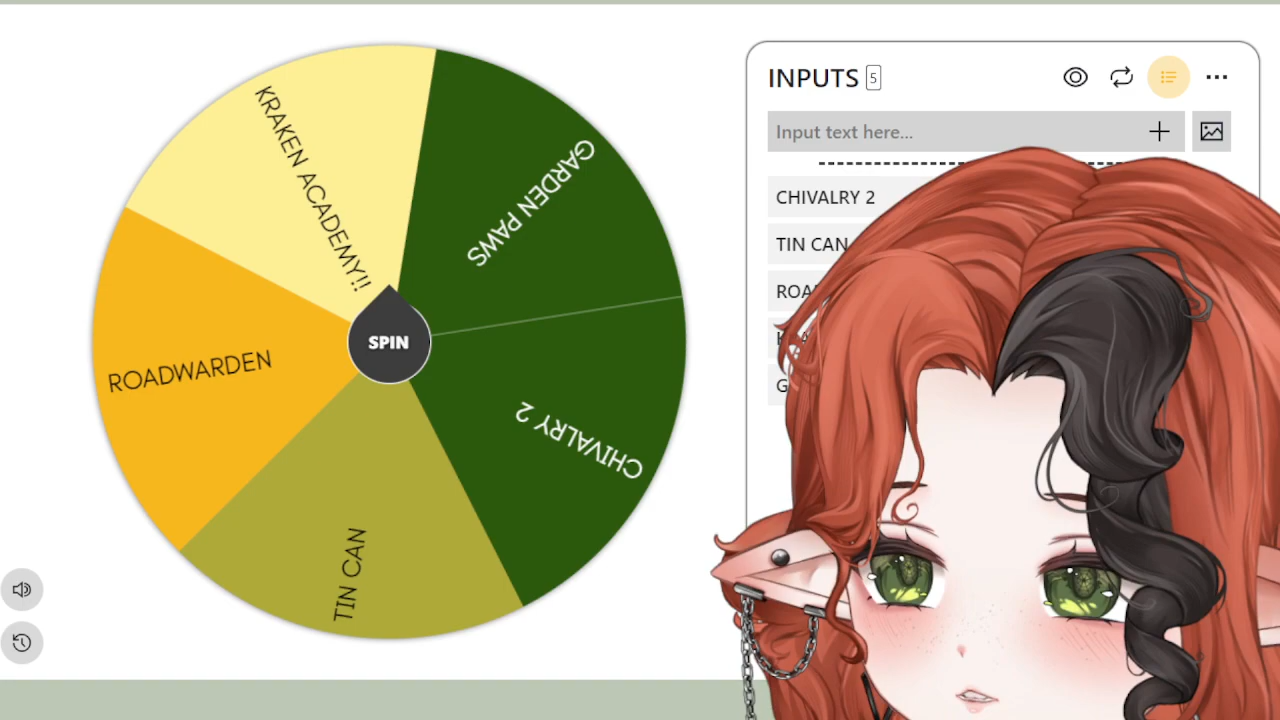 INPUTS 5
Input text here...
CHIVALRY 2
TIN CAN
KRAKEN ACADEMY!!
GARDEN PAWS
ROADWARDEN
SPIN
CHIVALRY 2
TIN CAN